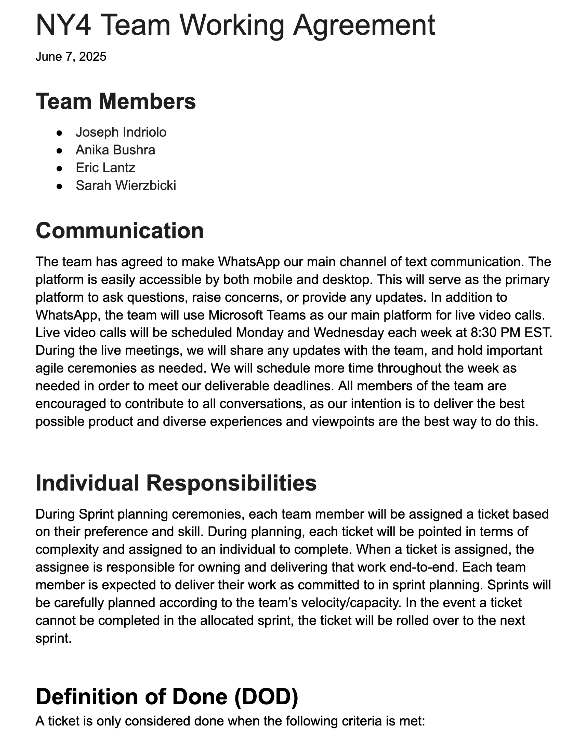 NY4 Team Working Agreement
June 7, 2025
Team Members
● Joseph Indriolo
● Anika Bushra
● Eric Lantz
● Sarah Wierzbicki
Communication
The team has agreed to make WhatsApp our main channel of text communication. The
platform is easily accessible by both mobile and desktop. This will serve as the primary
platform to ask questions, raise concerns, or provide any updates. In addition to
WhatsApp, the team will use Microsoft Teams as our main platform for live video calls.
Live video calls will be scheduled Monday and Wednesday each week at 8:30 PM EST.
During the live meetings, we will share any updates with the team, and hold important
agile ceremonies as needed. We will schedule more time throughout the week as
needed in order to meet our deliverable deadlines. All members of the team are
encouraged to contribute to all conversations, as our intention is to deliver the best
possible product and diverse experiences and viewpoints are the best way to do this.
Individual Responsibilities
During Sprint planning ceremonies, each team member will be assigned a ticket based
on their preference and skill. During planning, each ticket will be pointed in terms of
complexity and assigned to an individual to complete. When a ticket is assigned, the
assignee is responsible for owning and delivering that work end-to-end. Each team
member is expected to deliver their work as committed to in sprint planning. Sprints will
be carefully planned according to the team's velocity/capacity. In the event a ticket
cannot be completed in the allocated sprint, the ticket will be rolled over to the next
sprint.
Definition of Done (DOD)
A ticket is only considered done when the following criteria is met: